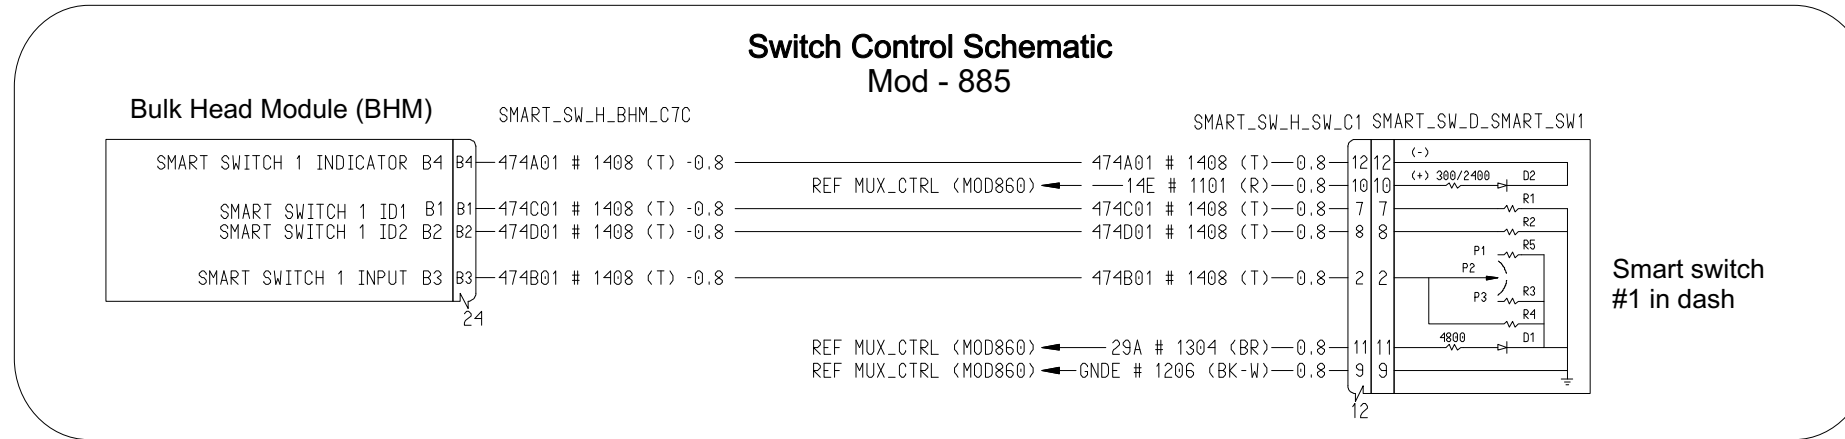 Switch Control Schematic
Mod - 885
Bulk Head Module (BHM)
SMART_SW_H_BHM_C7C
SMART_SW_H_SW_C1 SMART_SW_D_SMART_SW1
SMART SWITCH 1 INDICATOR B4 B4 474A01 # 1408 (T) -0.8 474A01 # 1408 (T) 0.8 12 12 (-)
REF MUX_CTRL (MOD860) 14E # 1101 (R) 0.8 10 10 (+) 300/2400 D2
SMART SWITCH 1 ID1 B1 B1 474C01 # 1408 (T) -0.8 474C01 # 1408 (T) 0.8 7 7 R1
SMART SWITCH 1 ID2 B2 B2 474D01 # 1408 (T) -0.8 474D01 # 1408 (T) 0.8 8 8 R2
P1 R5
SMART SWITCH 1 INPUT B3 B3 474B01 # 1408 (T) -0.8 474B01 # 1408 (T) 0.8 2 2 P2
P3 R3
R4
24
REF MUX_CTRL (MOD860) 29A # 1304 (BR) 0.8 11 11 4800 D1
REF MUX_CTRL (MOD860) GNDE # 1206 (BK-W) 0.8 9 9
12
Smart switch
#1 in dash